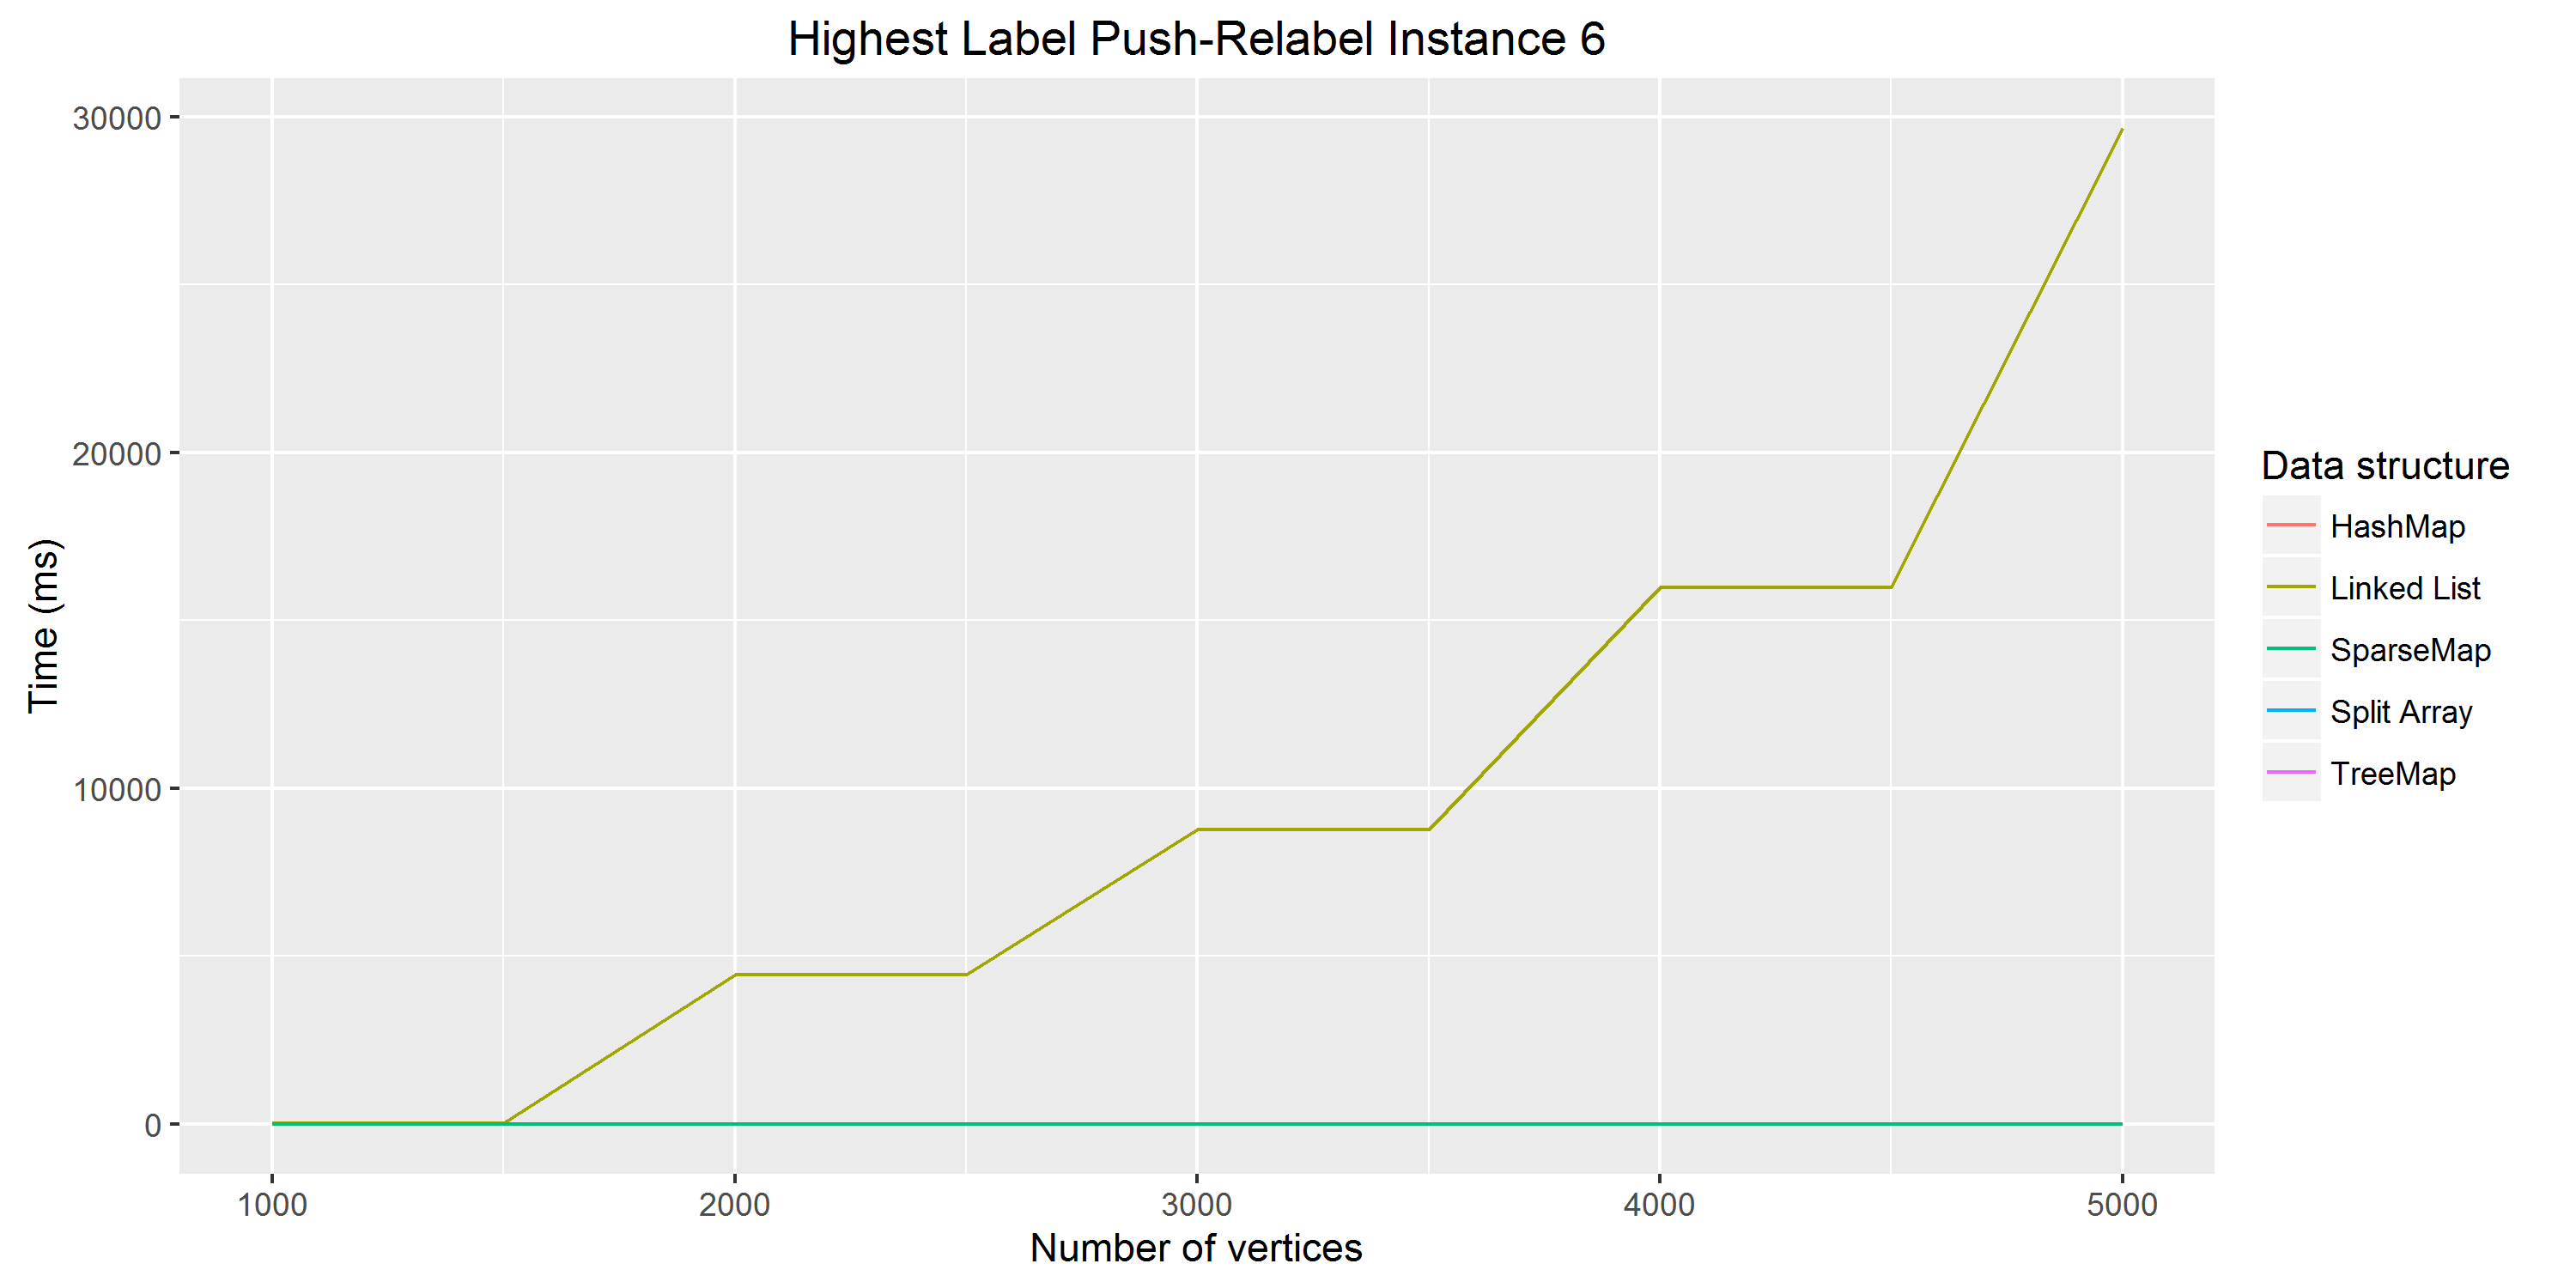 Highest Label Push-Relabel Instance 6
30000
20000
10000
0
Time (ms)
1000 2000 3000 4000 5000
Number of vertices
Data structure
HashMap
Linked List
SparseMap
Split Array
TreeMap